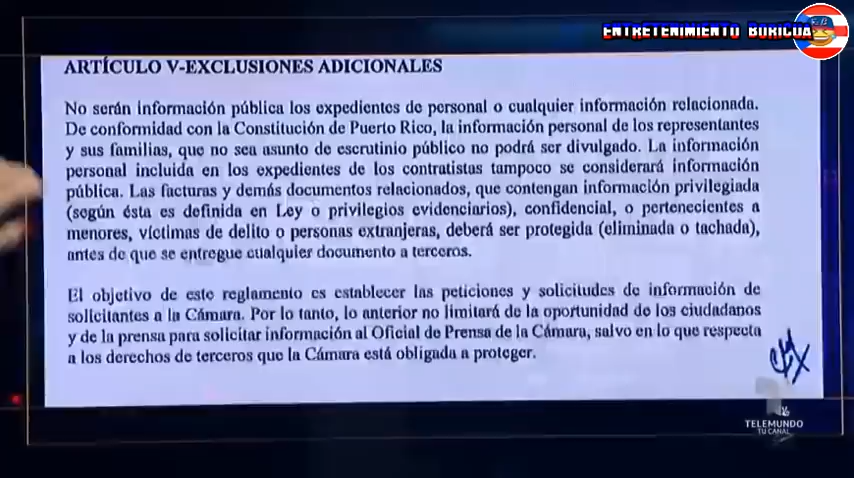 ENTRETENIMIENTO BORICUA
ARTÍCULO V-EXCLUSIONES ADICIONALES
No serán información pública los expedientes de personal o cualquier información relacionada.
De conformidad con la Constitución de Puerto Rico, la información personal de los representantes
y sus familias, que no sea asunto de escrutinio público no podrá ser divulgado. La información
personal incluida en los expedientes de los contratistas tampoco se considerará información
pública. Las facturas y demás documentos relacionados, que contengan información privilegiada
(según ésta es definida en Ley o privilegios evidenciarios), confidencial, o pertenecientes a
menores, víctimas de delito o personas extranjeras, deberá ser protegida (eliminada o tachada),
antes de que se entregue cualquier documento a terceros.
El objetivo de este reglamento es establecer las peticiones y solicitudes de información de
solicitantes a la Cámara. Por lo tanto, lo anterior no limitará de la oportunidad de los ciudadanos
y de la prensa para solicitar información al Oficial de Prensa de la Cámara, salvo en lo que respecta
a los derechos de terceros que la Cámara está obligada a proteger.
TELEMUNDO
TU CANAL